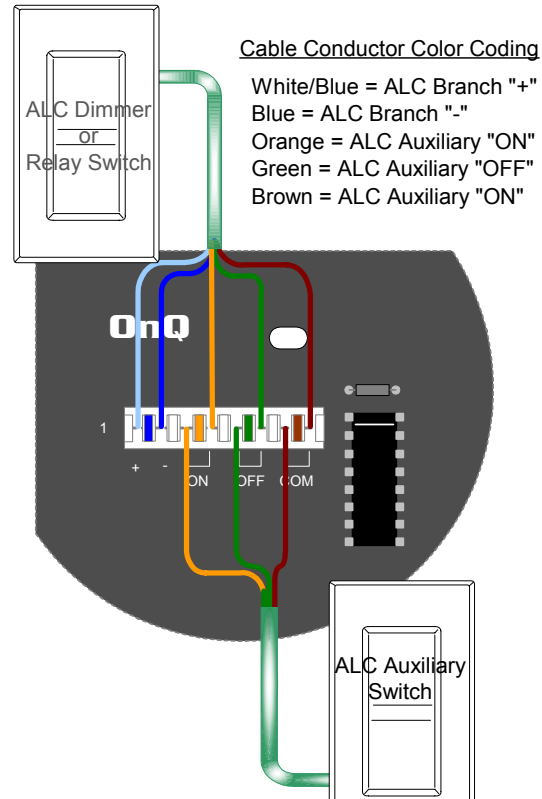 Cable Conductor Color Coding
White/Blue = ALC Branch "+"
Blue = ALC Branch "-"
Orange = ALC Auxiliary "ON"
Green = ALC Auxiliary "OFF"
Brown = ALC Auxiliary "ON"
ALC Dimmer
or
Relay Switch
OnQ
1
+ - ON OFF COM
ALC Auxiliary
Switch